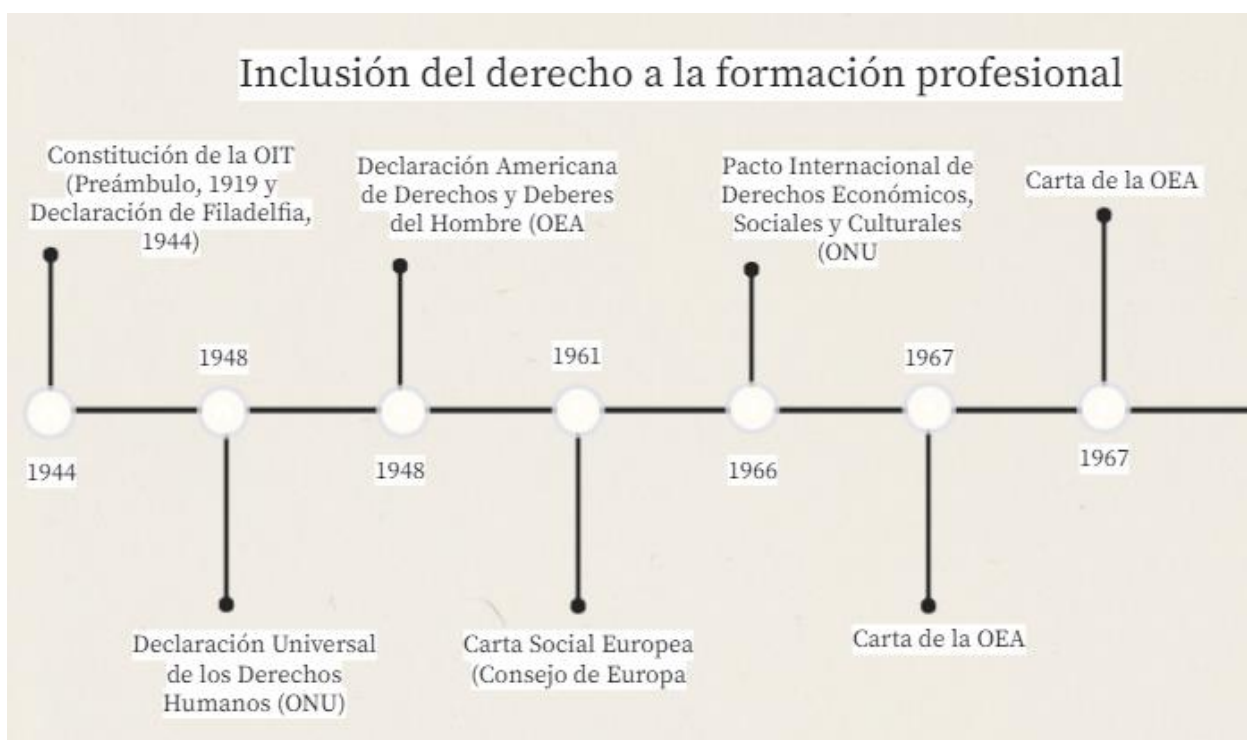 Inclusión del derecho a la formación profesional
Constitución de la OIT
(Preámbulo, 1919 y
Declaración de Filadelfia,
1944)
1944
1948
Declaración Universal
de los Derechos
Humanos (ONU)
Declaración Americana
de Derechos y Deberes
del Hombre (OEA
1948
1961
Carta Social Europea
(Consejo de Europa
Pacto Internacional de
Derechos Económicos,
Sociales y Culturales
(ONU
1966
1967
Carta de la OEA
Carta de la OEA
1967